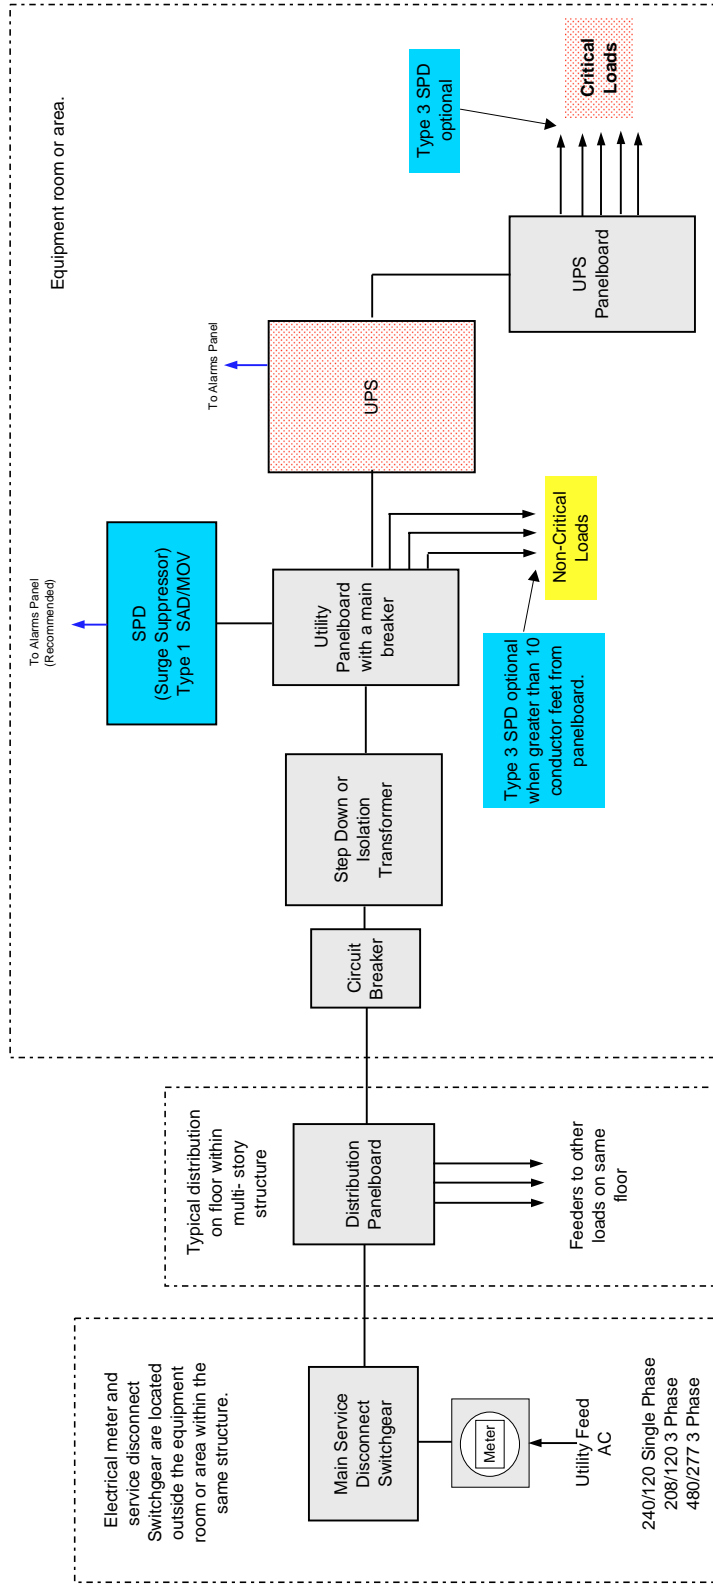 Electrical meter and
service disconnect
Switchgear are located
outside the equipment
room or area within the
same structure.
Main Service
Disconnect
Switchgear
Meter
Utility Feed
AC
240/120 Single Phase
208/120 3 Phase
480/277 3 Phase
Typical distribution
on floor within
multi- story
structure
Distribution
Panelboard
Feeders to other
loads on same
floor
Equipment room or area.
Circuit
Breaker
Step Down or
Isolation
Transformer
To Alarms Panel
(Recommended)
SPD
(Surge Suppressor)
Type 1 SAD/MOV
Utility
Panelboard
with a main
breaker
Type 3 SPD optional
when greater than 10
conductor feet from
panelboard.
Non-Critical
Loads
To Alarms Panel
UPS
UPS
Panelboard
Type 3 SPD
optional
Critical
Loads